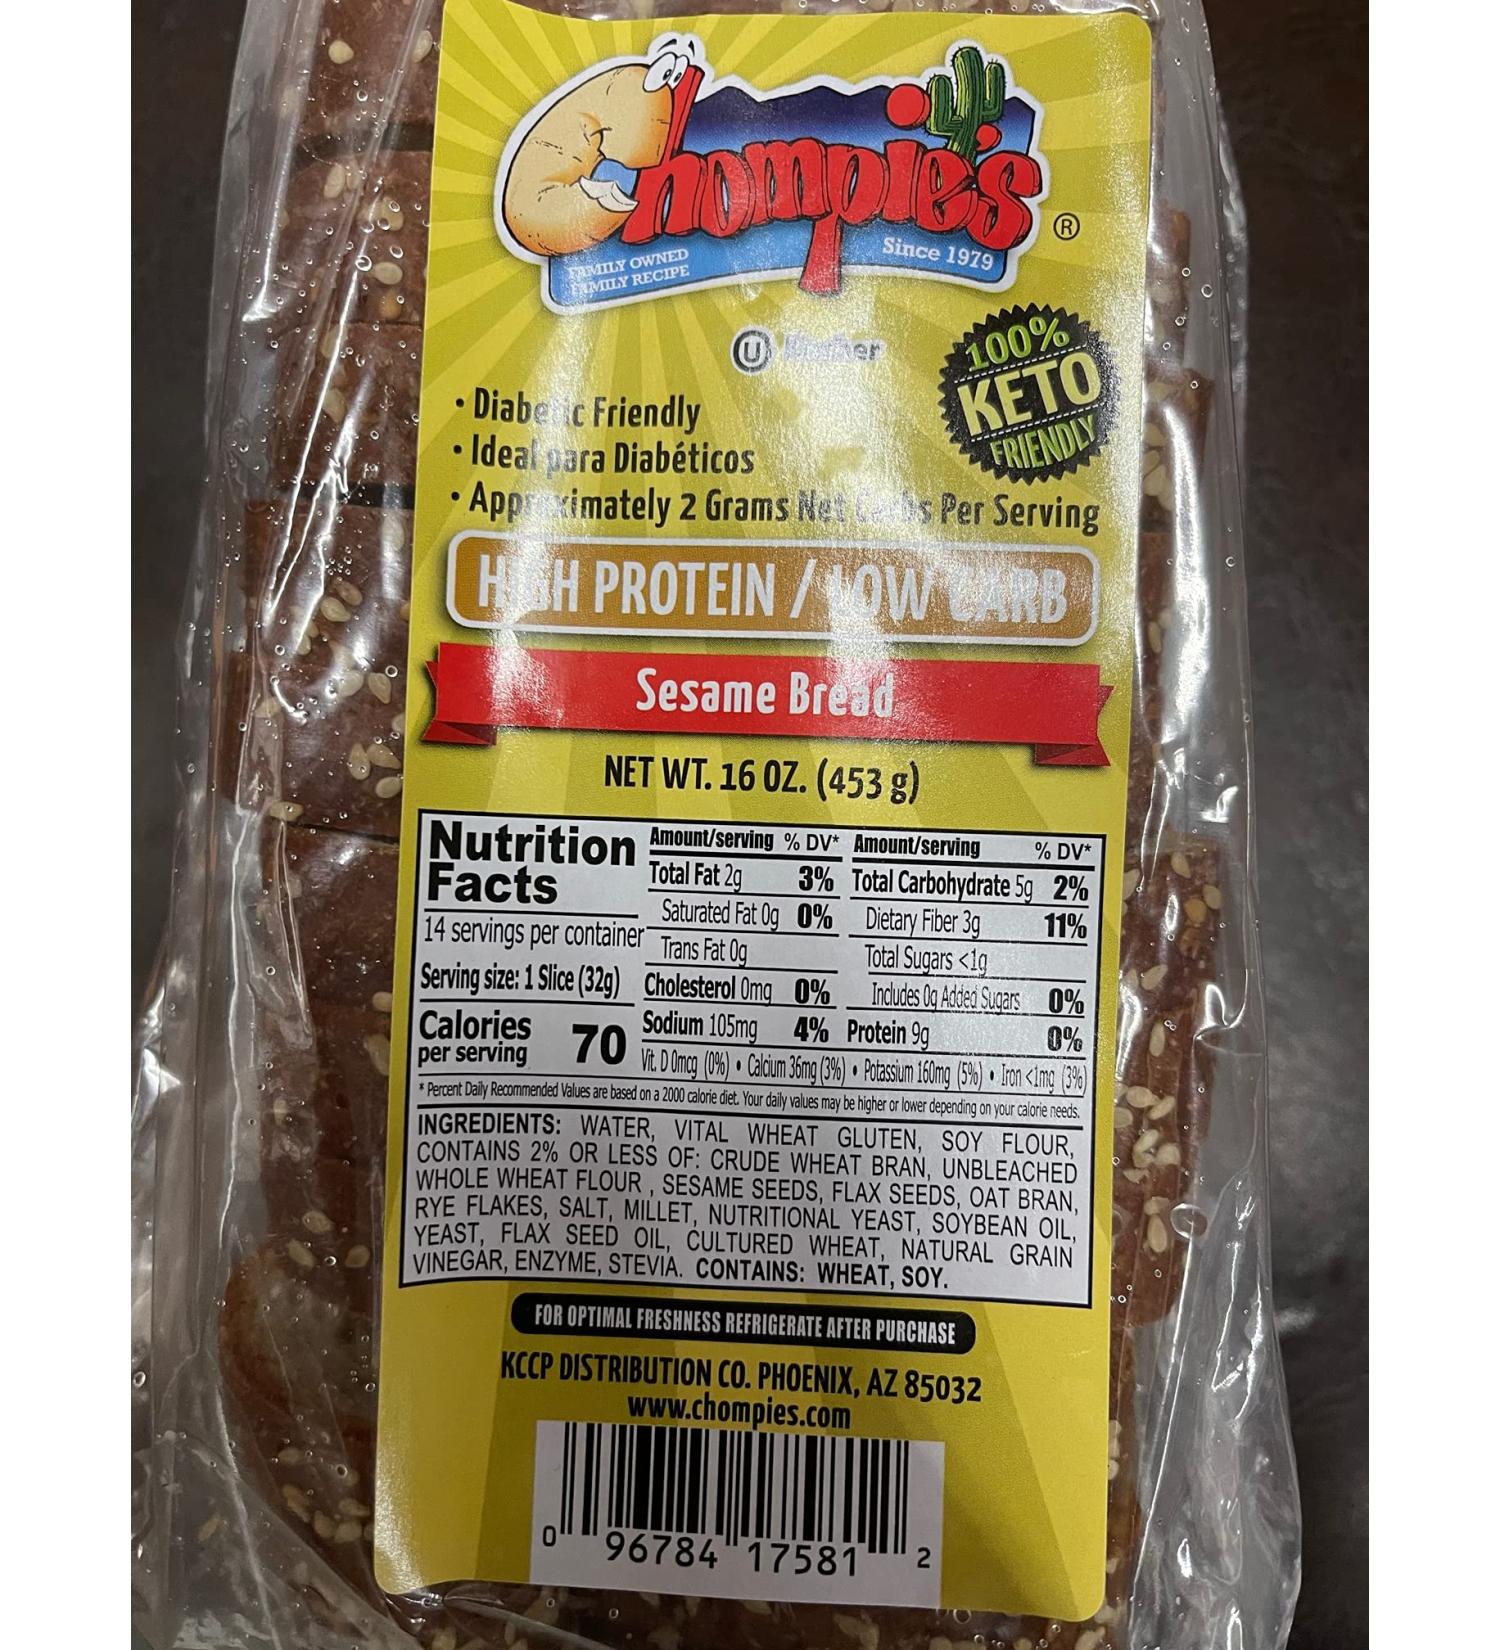 Chompie's ®
FAMILY OWNED
FAMILY RECIPE
Since 1979
U Kosher
100%
KETO
FRIENDLY
• Diabetic Friendly
• Ideal para Diabéticos
• Approximately 2 Grams Net Carbs Per Serving
HIGH PROTEIN / LOW CARB
Sesame Bread
NET WT. 16 OZ. (453 g)
Nutrition
Facts
14 servings per container
Serving size: 1 Slice (32g)
Calories
per serving 70
Amount/serving % DV*
Total Fat 2g 3%
Saturated Fat 0g 0%
Trans Fat 0g
Cholesterol 0mg 0%
Sodium 105mg 4%
Amount/serving % DV*
Total Carbohydrate 5g 2%
Dietary Fiber 3g 11%
Total Sugars <1g
Includes 0g Added Sugars 0%
Protein 9g 0%
Vit. D 0mcg (0%) • Calcium 36mg (3%) • Potassium 160mg (5%) • Iron <1mg (3%)
* Percent Daily Recommended Values are based on a 2000 calorie diet. Your daily values may be higher or lower depending on your calorie needs.
INGREDIENTS: WATER, VITAL WHEAT GLUTEN, SOY FLOUR,
CONTAINS 2% OR LESS OF: CRUDE WHEAT BRAN, UNBLEACHED
WHOLE WHEAT FLOUR , SESAME SEEDS, FLAX SEEDS, OAT BRAN,
RYE FLAKES, SALT, MILLET, NUTRITIONAL YEAST, SOYBEAN OIL,
YEAST, FLAX SEED OIL, CULTURED WHEAT, NATURAL GRAIN
VINEGAR, ENZYME, STEVIA. CONTAINS: WHEAT, SOY.
FOR OPTIMAL FRESHNESS REFRIGERATE AFTER PURCHASE
KCCP DISTRIBUTION CO. PHOENIX, AZ 85032
www.chompies.com
0 96784 17581 2